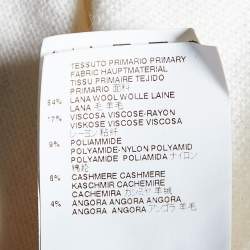 TESSUTO PRIMARIO PRIMARY
FABRIC HAUPTMATERIAL
TISSU PRIMAIRE TEJIDO
PRIMARIO 面料
64% LANA WOOL WOLLE LAINE
LANA 毛 羊毛
17% VISCOSA VISCOSE-RAYON
VISKOSE VISCOSE VISCOSA
レーヨン 粘纤
9% POLIAMMIDE
POLYAMIDE-NYLON POLYAMID
POLYAMIDE POLIAMIDA ナイロン
锦纶
6% CASHMERE CASHMERE
KASCHMIR CACHEMIRE
CACHEMIRA カシミヤ 羊绒
4% ANGORA ANGORA ANGORA
ANGORA ANGORA アンゴラ 羊毛